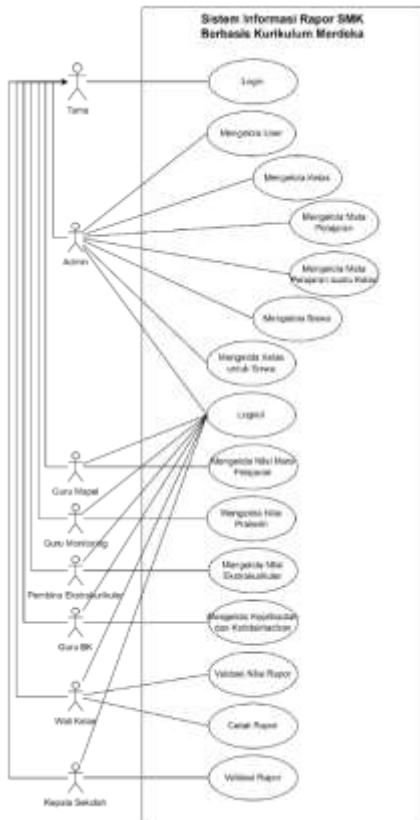 Sistem Informasi Rapor SMK
Berbasis Kurikulum Merdeka
Login
Tamu
Mengelola User
Mengelola Kelas
Mengelola Mata
Pelajaran
Admin
Mengelola Mata
Pelajaran suatu Kelas
Mengelola Siswa
Mengelola Kelas
untuk Siswa
Logout
Mengelola Nilai Mata
Pelajaran
Guru Mapel
Mengelola Nilai
Prakerin
Guru Monitoring
Mengelola Nilai
Ekstrakurikuler
Pembina Ekstrakurikuler
Mengelola Kepribadian
dan Ketidakhadiran
Guru BK
Validasi Nilai Rapor
Wali Kelas
Cetak Rapor
Validasi Rapor
Kepala Sekolah